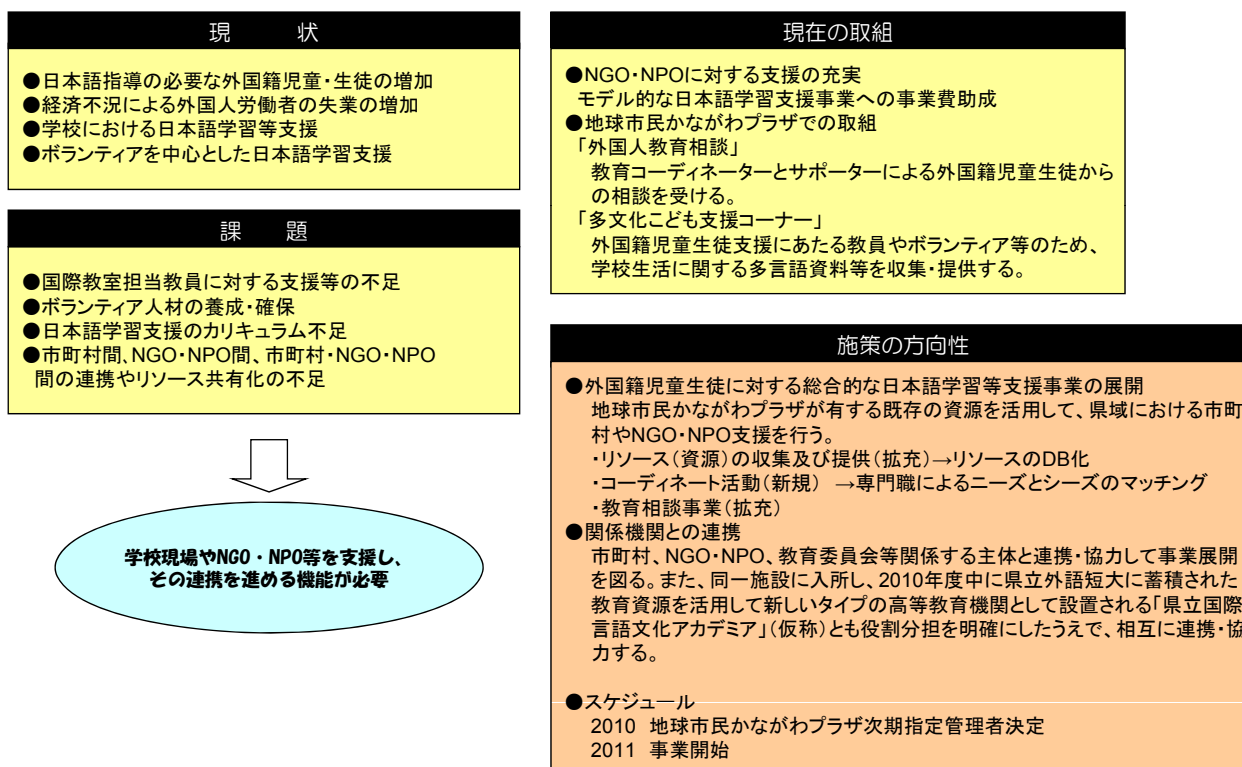 現　状
●日本語指導の必要な外国籍児童・生徒の増加
●経済不況による外国人労働者の失業の増加
●学校における日本語学習等支援
●ボランティアを中心とした日本語学習支援
課　題
●国際教室担当教員に対する支援等の不足
●ボランティア人材の養成・確保
●日本語学習支援のカリキュラム不足
●市町村間、NGO・NPO間、市町村・NGO・NPO
間の連携やリソース共有化の不足
学校現場やNGO・NPO等を支援し、
その連携を進める機能が必要
現在の取組
●NGO・NPOに対する支援の充実
モデル的な日本語学習支援事業への事業費助成
●地球市民かながわプラザでの取組
「外国人教育相談」
教育コーディネーターとサポーターによる外国籍児童生徒から
の相談を受ける。
「多文化こども支援コーナー」
外国籍児童生徒支援にあたる教員やボランティア等のため、
学校生活に関する多言語資料等を収集・提供する。
施策の方向性
●外国籍児童生徒に対する総合的な日本語学習等支援事業の展開
地球市民かながわプラザが有する既存の資源を活用して、県域における市町
村やNGO・NPO支援を行う。
・リソース（資源）の収集及び提供（拡充）→リソースのDB化
・コーディネート活動（新規）　→専門職によるニーズとシーズのマッチング
・教育相談事業（拡充）
●関係機関との連携
市町村、NGO・NPO、教育委員会等関係する主体と連携・協力して事業展開
を図る。また、同一施設に入所し、2010年度中に県立外語短大に蓄積された
教育資源を活用して新しいタイプの高等教育機関として設置される「県立国際
言語文化アカデミア」（仮称）とも役割分担を明確にしたうえで、相互に連携・協
力する。
●スケジュール
2010　地球市民かながわプラザ次期指定管理者決定
2011　事業開始